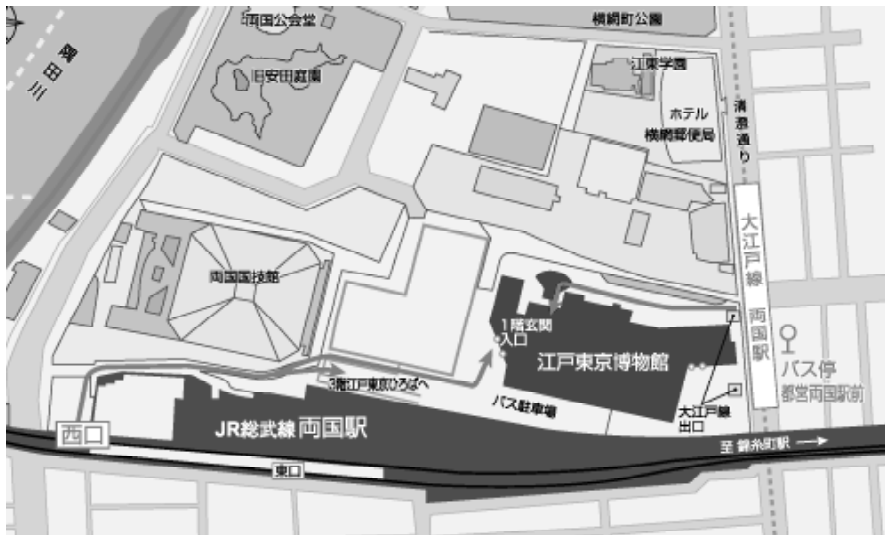 両国公会堂
横網町公園
隅田川
旧安田庭園
江東学園
ホテル
横網郵便局
清澄通り
両国国技館
大江戸線 両国駅
1階玄関
入口
江戸東京博物館
バス停
都営両国駅前
3階江戸東京ひろばへ
バス駐車場
大江戸線
出口
西口
JR総武線 両国駅
至 錦糸町駅
東口